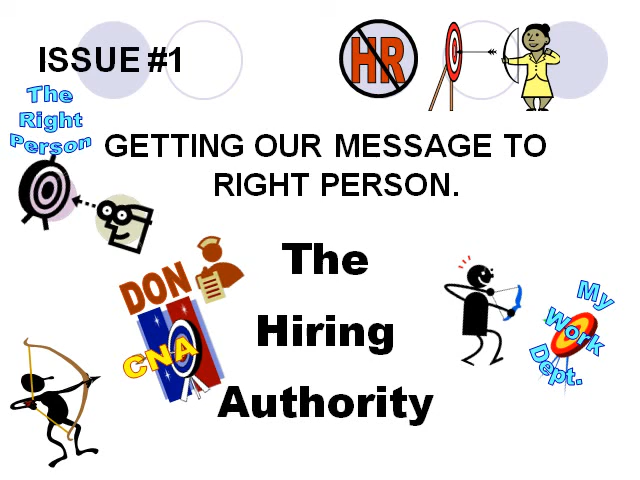 ISSUE #1
HR
The
Right
Person
GETTING OUR MESSAGE TO
RIGHT PERSON.
The
Hiring
Authority
DON
CNA
My
Work
Dept.